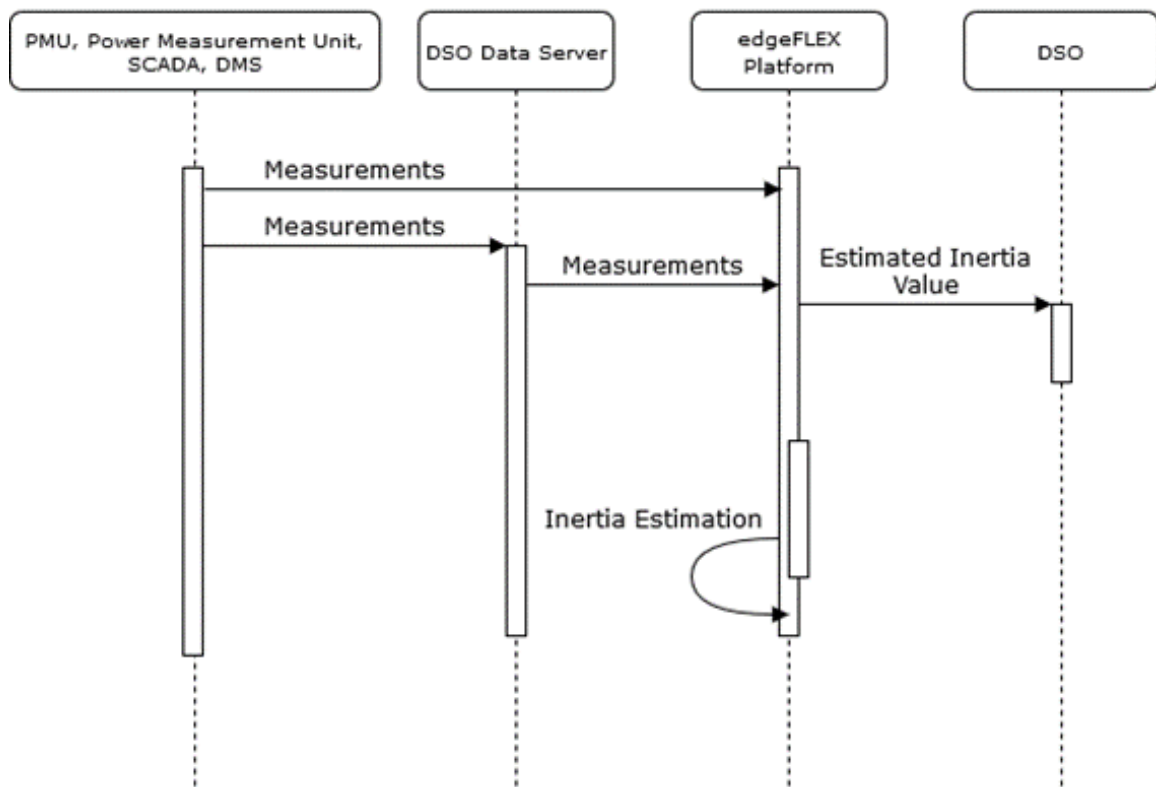 PMU, Power Measurement Unit,
SCADA, DMS
DSO Data Server
edgeFLEX
Platform
DSO
Measurements
Measurements
Measurements
Estimated Inertia
Value
Inertia Estimation